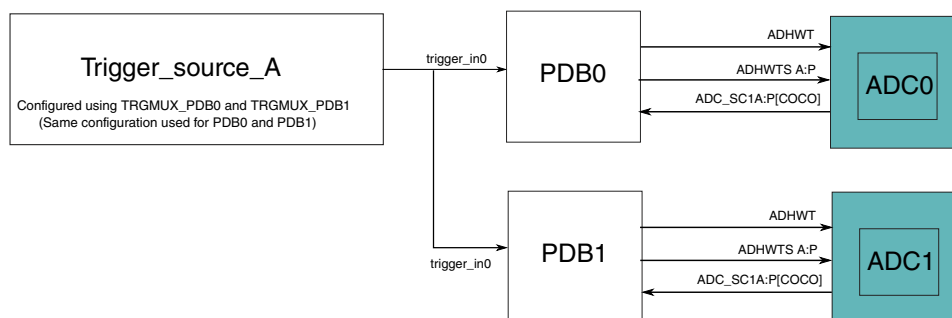 Trigger_source_A
Configured using TRGMUX_PDB0 and TRGMUX_PDB1
(Same configuration used for PDB0 and PDB1)
trigger_in0
PDB0
ADHWT
ADHWTS A:P
ADC_SC1A:P[COCO]
ADC0
trigger_in0
PDB1
ADHWT
ADHWTS A:P
ADC_SC1A:P[COCO]
ADC1